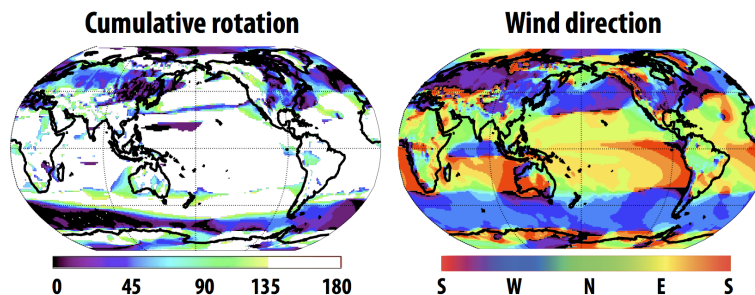 Cumulative rotation
Wind direction
0 45 90 135 180
S W N E S